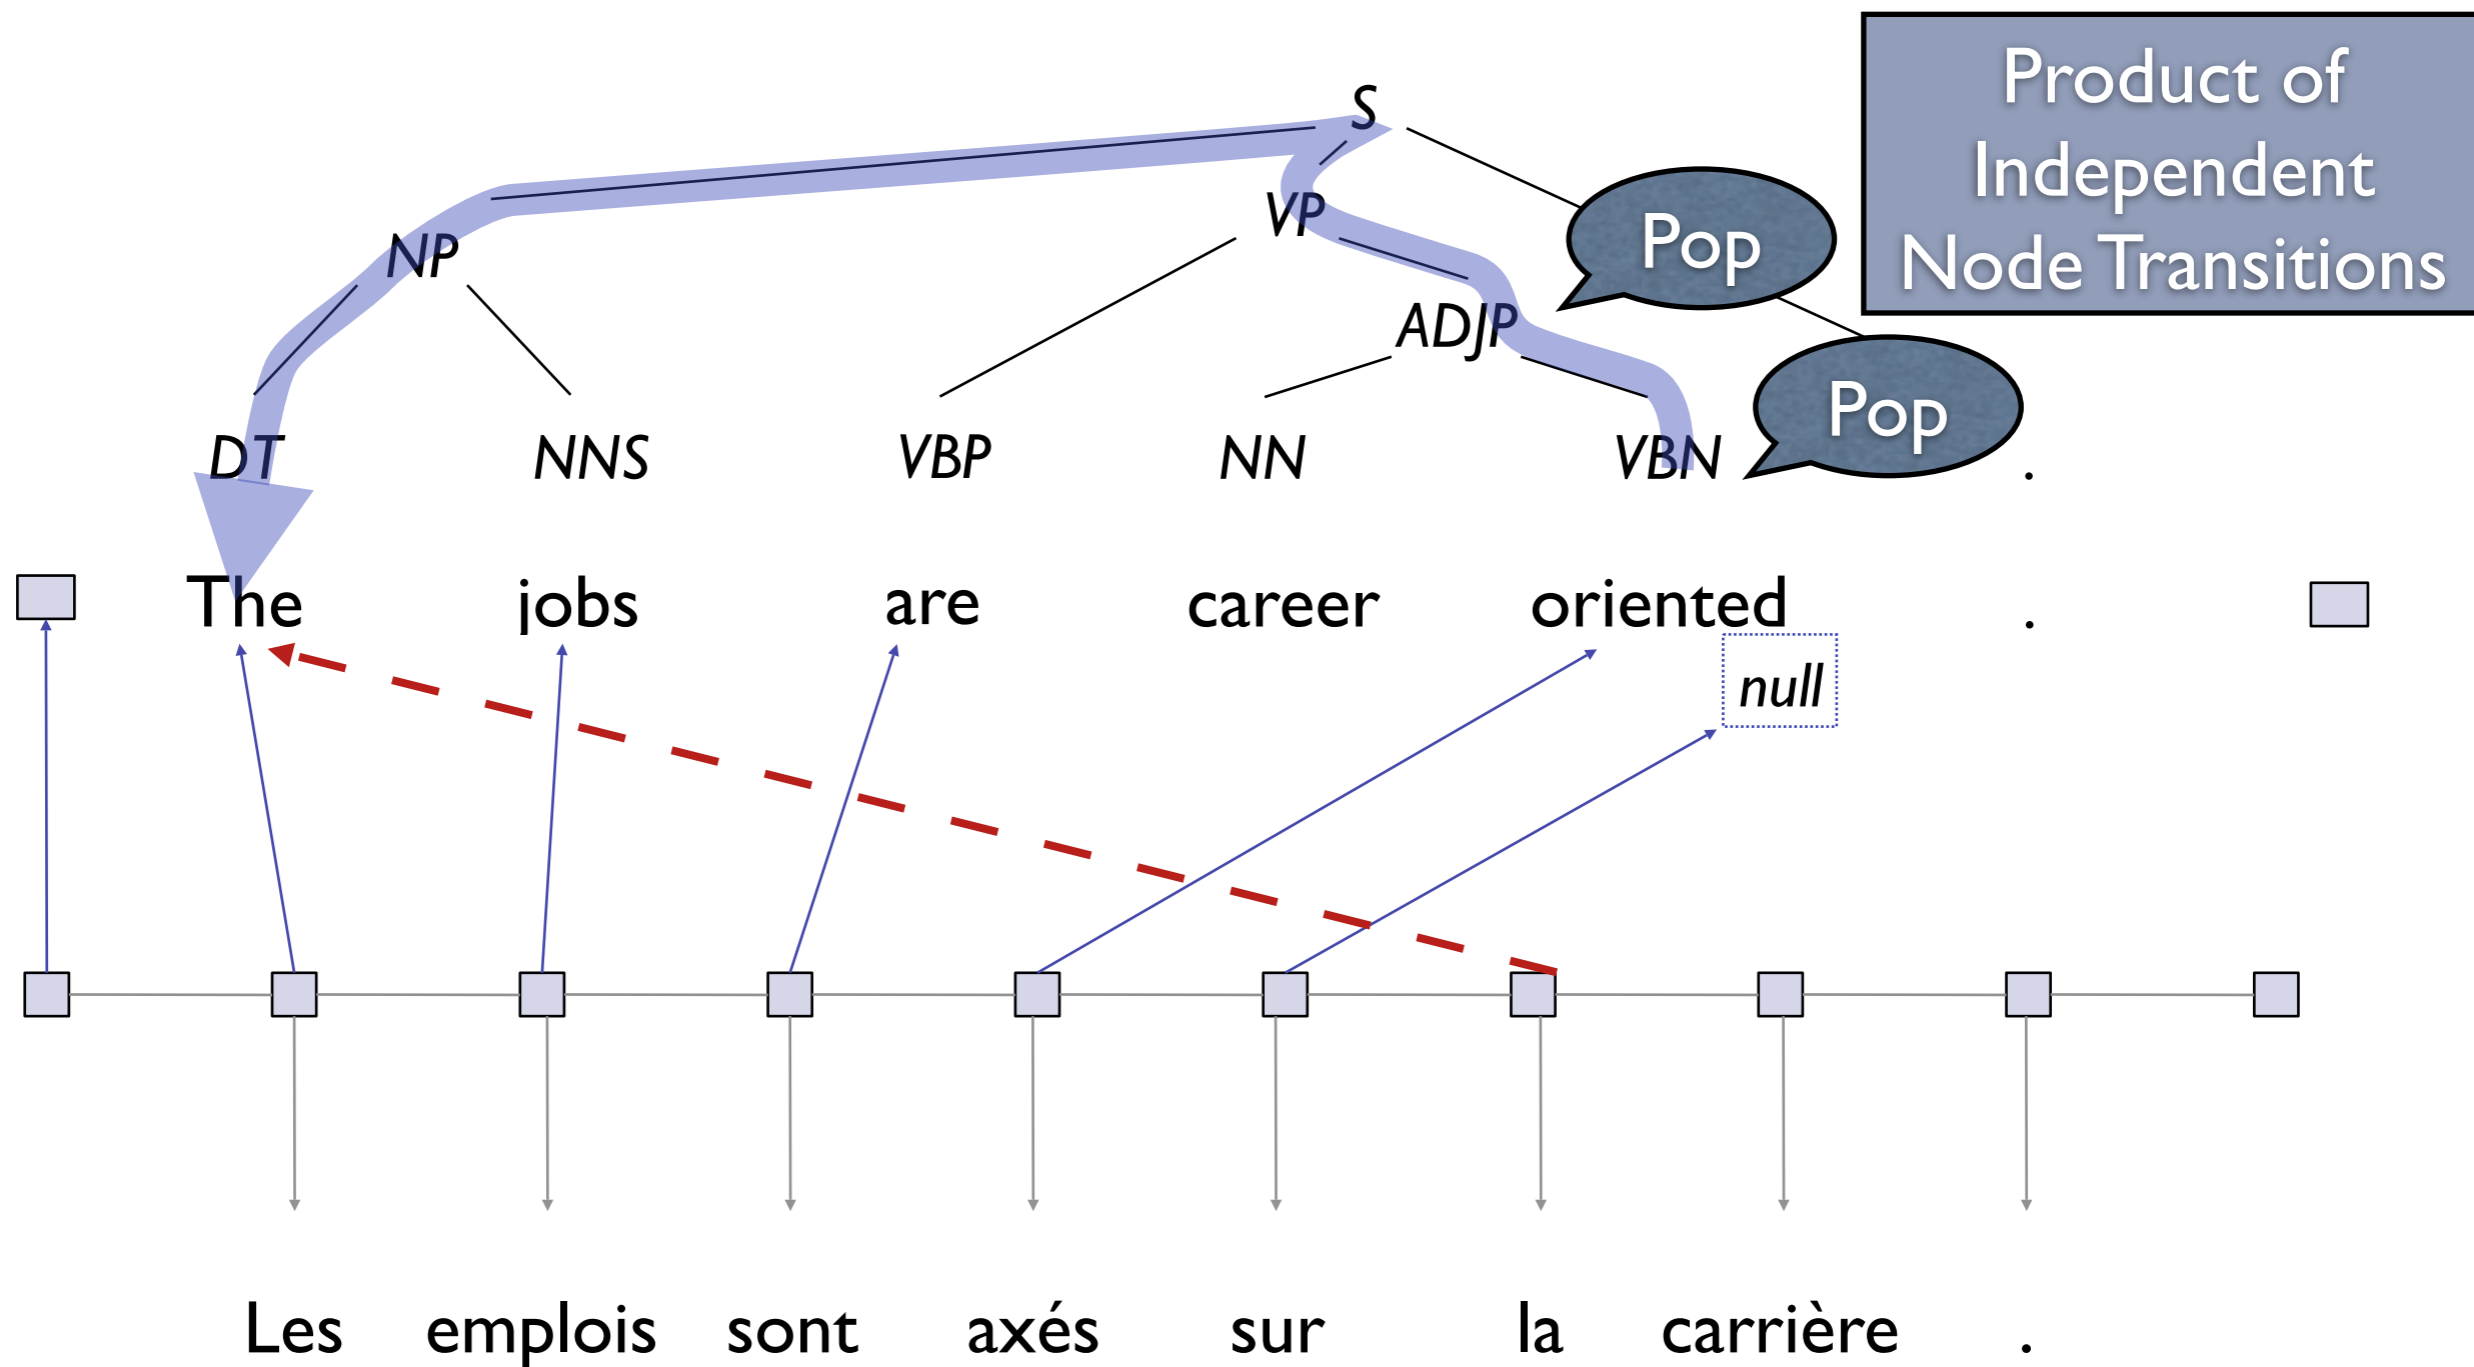 Product of
Independent
Node Transitions
S
VP
Pop
NP
ADJP
Pop
DT NNS VBP NN VBN .
The jobs are career oriented .
null
Les emplois sont axés sur la carrière .